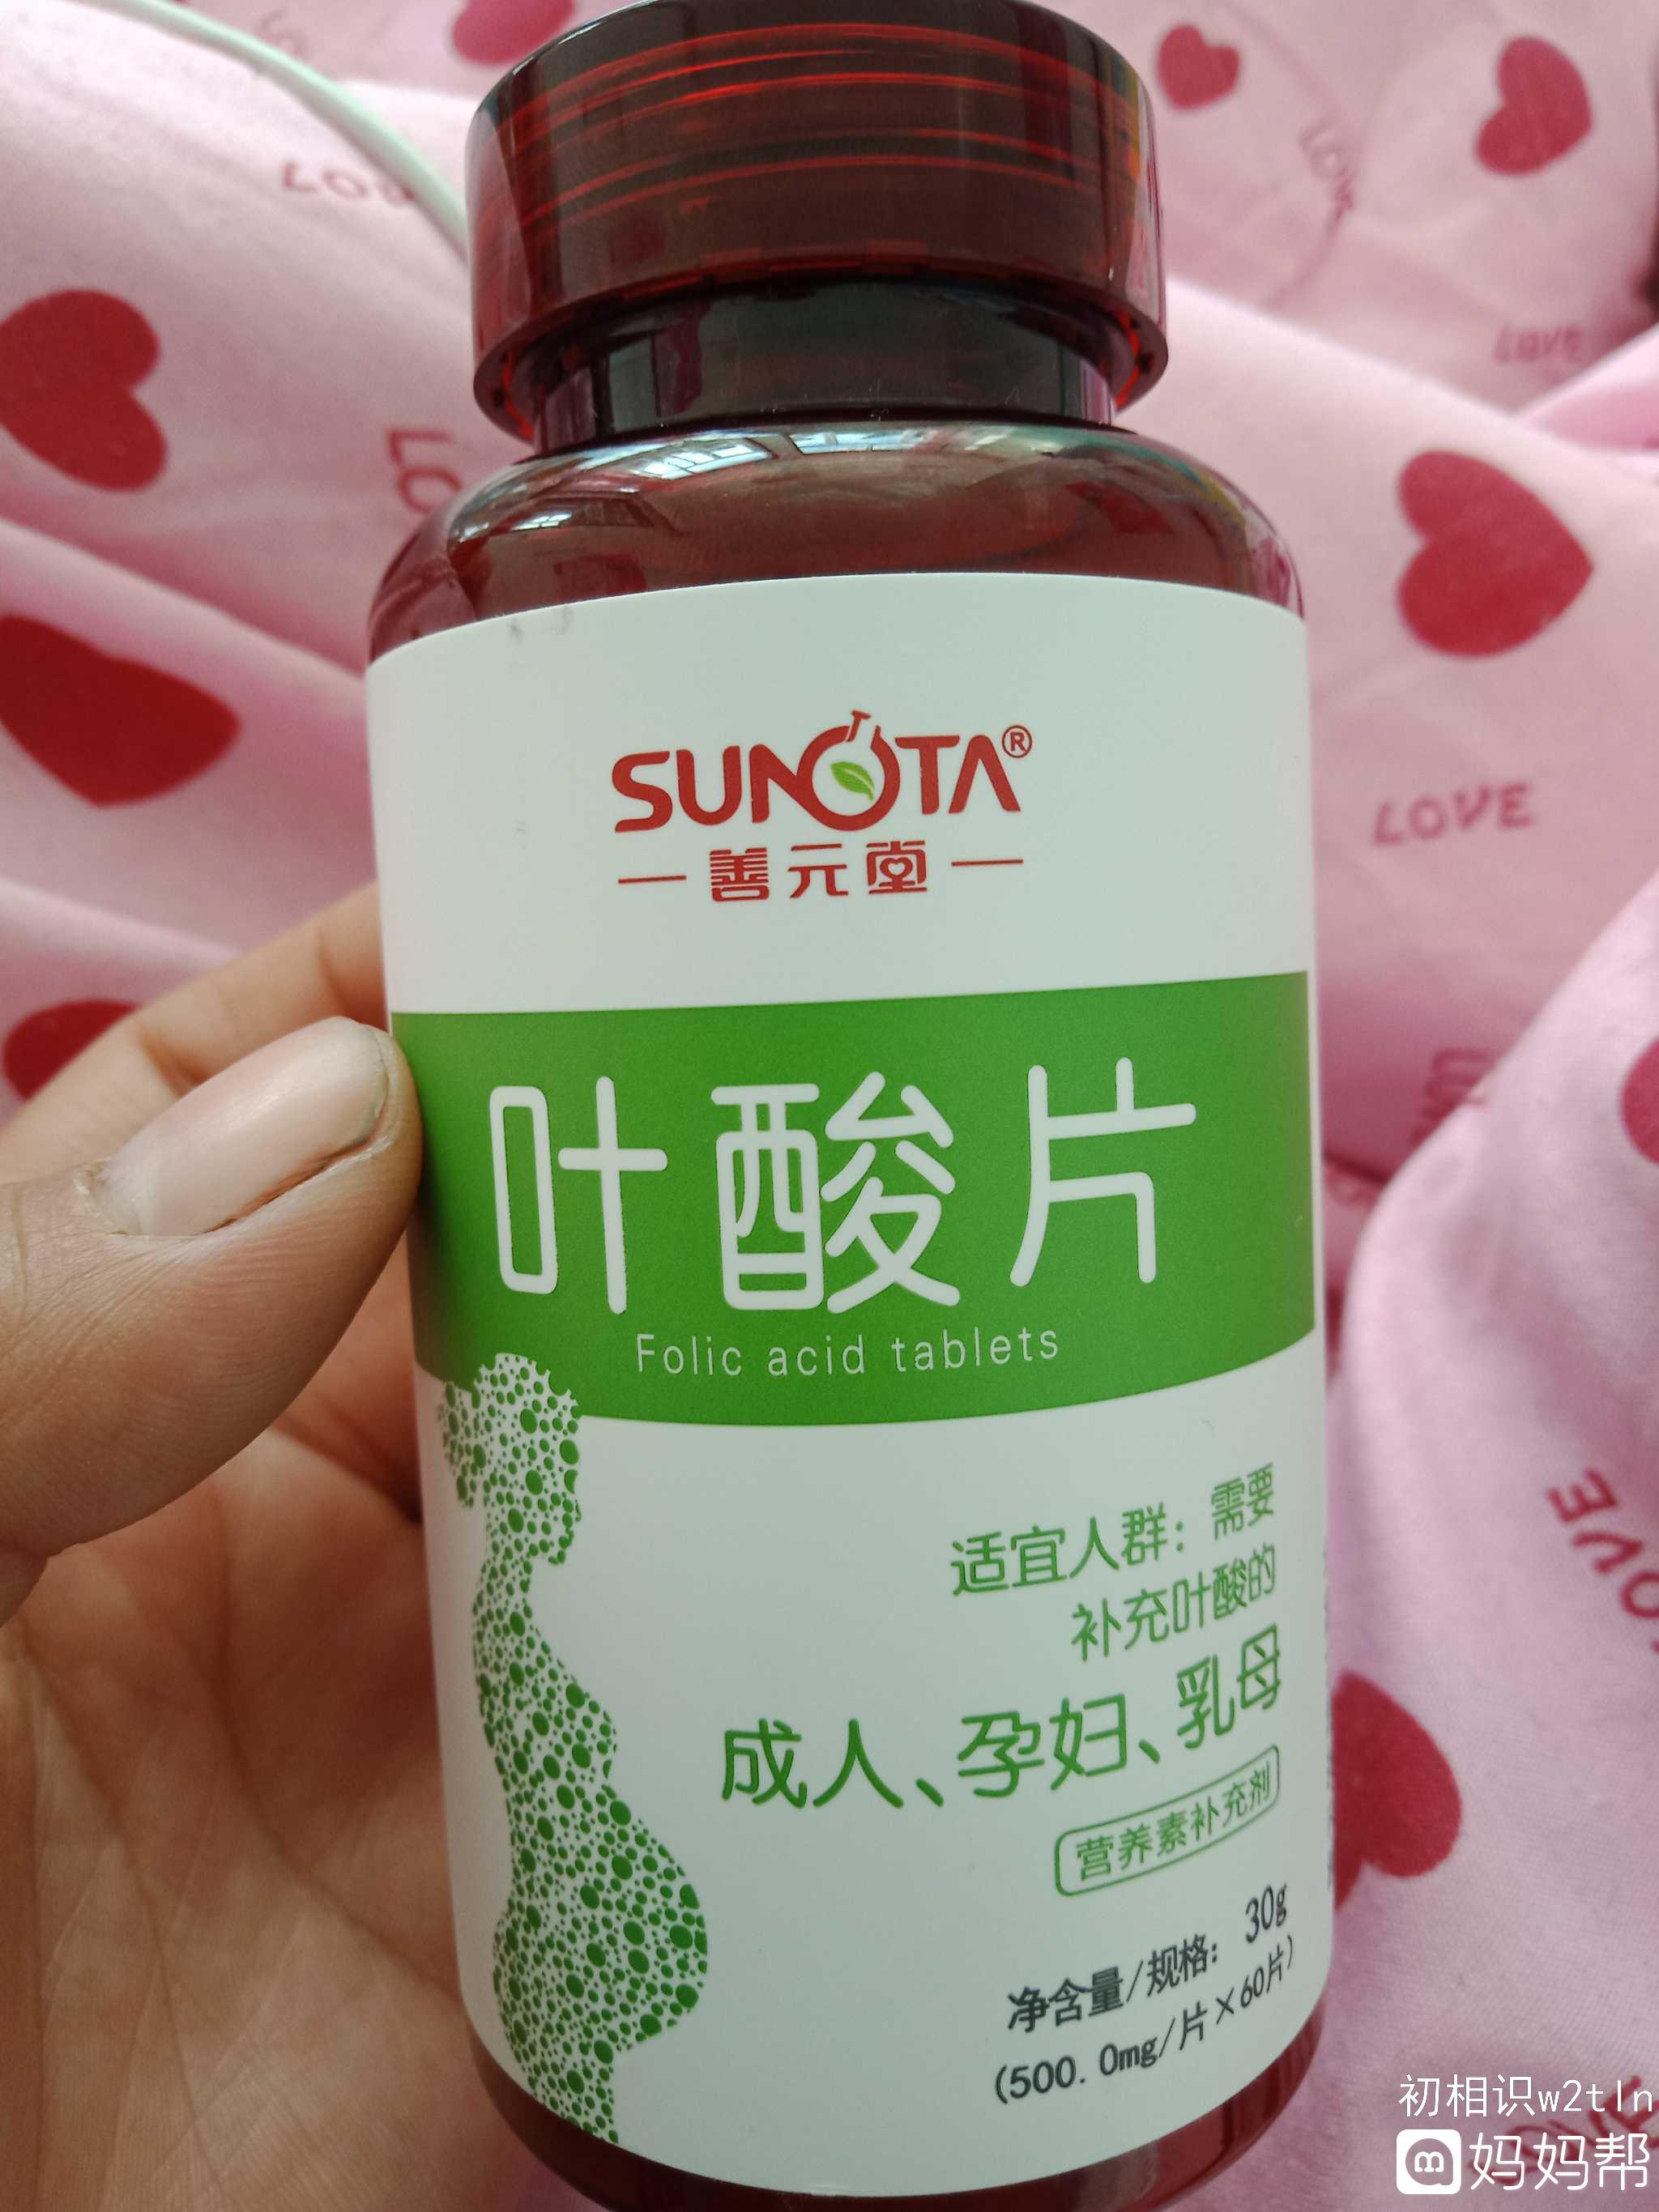 SUNOTA®
善元堂
叶酸片
Folic acid tablets
适宜人群：需要
补充叶酸的
成人、孕妇、乳母
营养素补充剂
净含量/规格：30g
(500.0mg/片×60片)
LOVE
LOVE
LOVE
LOVE
初相识w2tln
妈妈帮